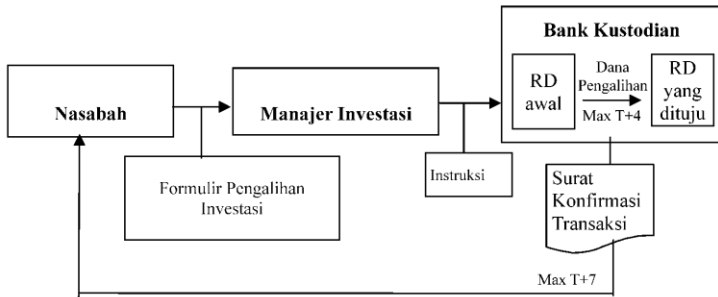 Bank Kustodian
Nasabah
Manajer Investasi
RD
awal
Dana
Pengalihan
Max T+4
RD
yang
dituju
Formulir Pengalihan
Investasi
Instruksi
Surat
Konfirmasi
Transaksi
Max T+7